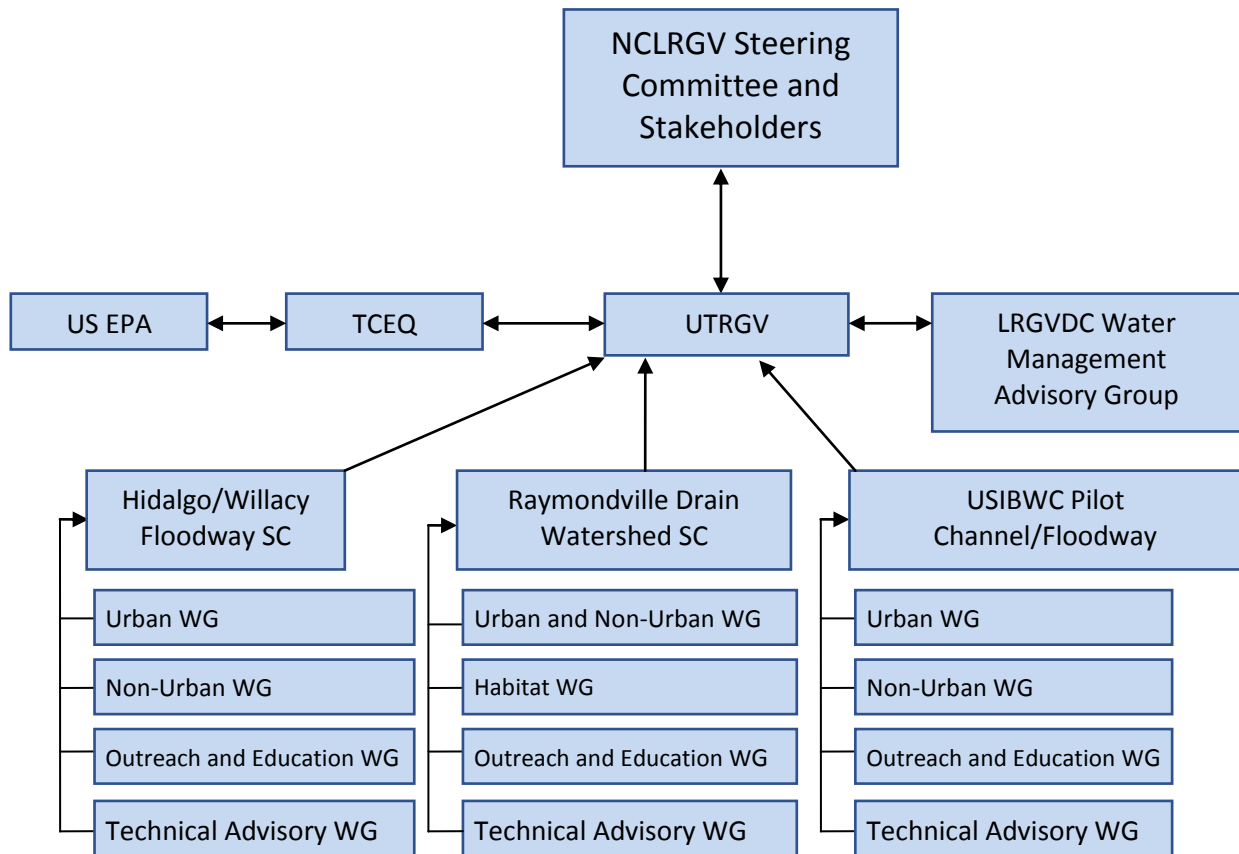 NCLRGV Steering
Committee and
Stakeholders
US EPA
TCEQ
UTRGV
LRGVDC Water
Management
Advisory Group
Hidalgo/Willacy
Floodway SC
Urban WG
Non-Urban WG
Outreach and Education WG
Technical Advisory WG
Raymondville Drain
Watershed SC
Urban and Non-Urban WG
Habitat WG
Outreach and Education WG
Technical Advisory WG
USIBWC Pilot
Channel/Floodway
Urban WG
Non-Urban WG
Outreach and Education WG
Technical Advisory WG